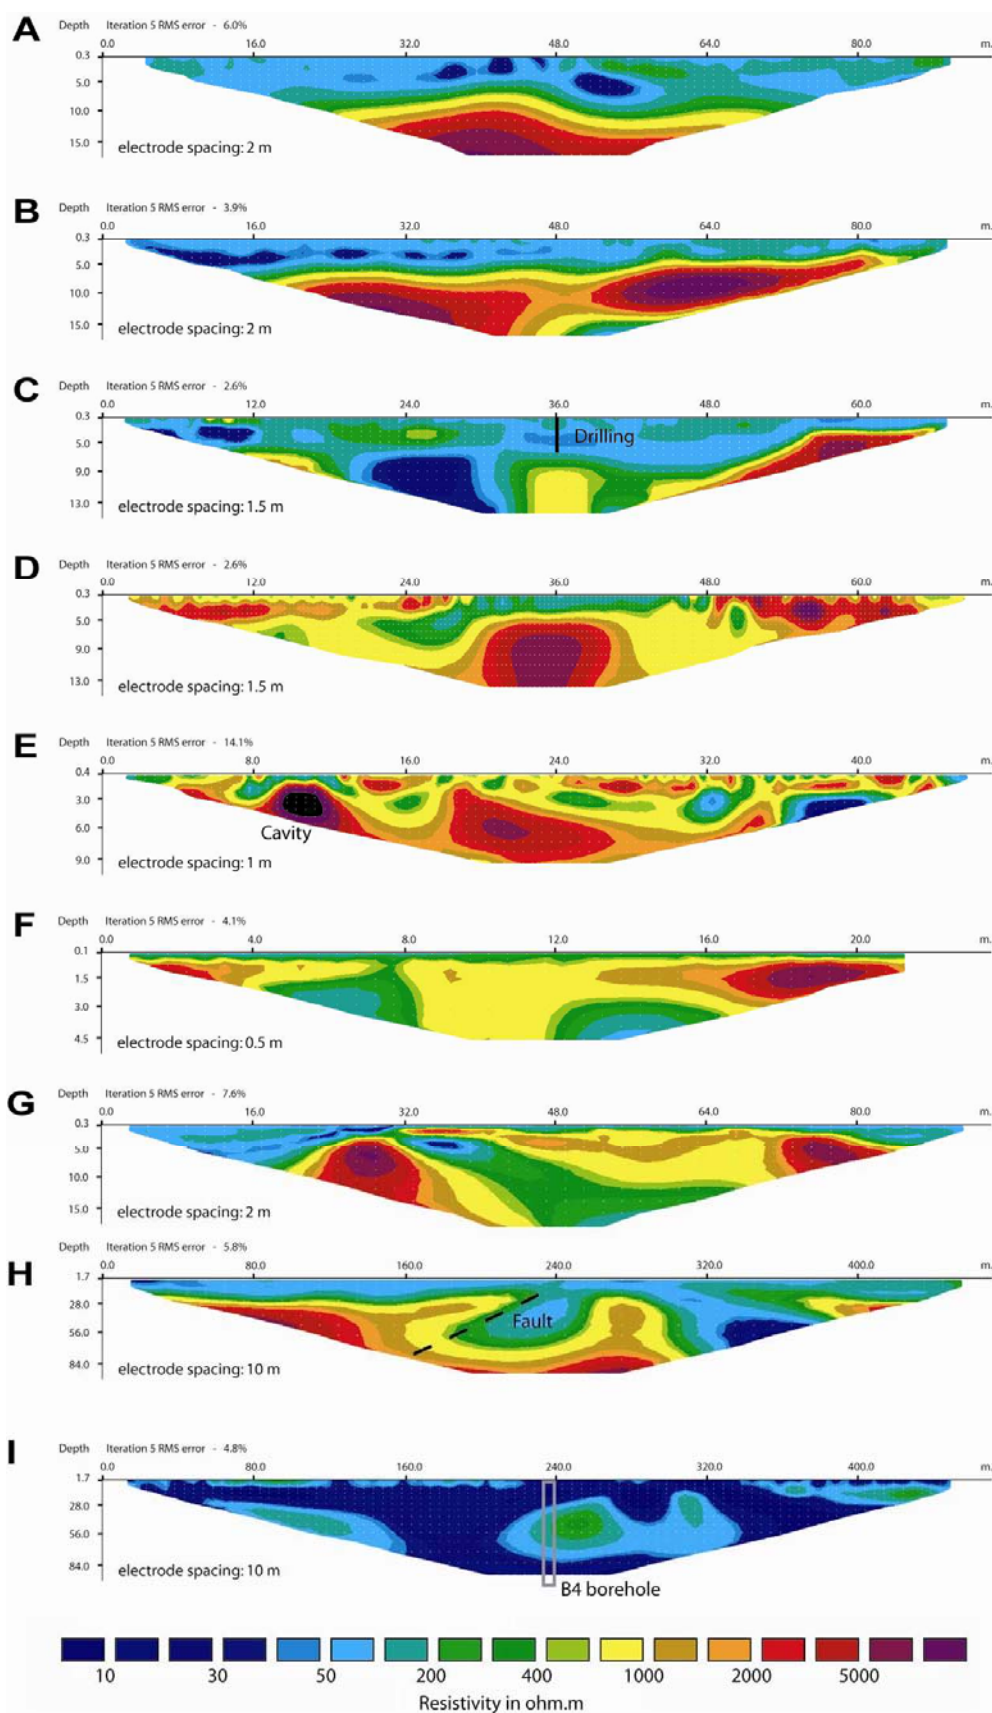 A
Depth Iteration 5 RMS error - 6.0%
0.0 16.0 32.0 48.0 64.0 80.0 m.
0.3
5.0
10.0
15.0
electrode spacing: 2 m
B
Depth Iteration 5 RMS error - 3.9%
0.0 16.0 32.0 48.0 64.0 80.0 m.
0.3
5.0
10.0
15.0
electrode spacing: 2 m
C
Depth Iteration 5 RMS error - 2.6%
0.0 12.0 24.0 36.0 48.0 60.0 m.
0.3
Drilling
5.0
9.0
13.0
electrode spacing: 1.5 m
D
Depth Iteration 5 RMS error - 2.6%
0.0 12.0 24.0 36.0 48.0 60.0 m.
0.3
5.0
9.0
13.0
electrode spacing: 1.5 m
E
Depth Iteration 5 RMS error - 14.1%
0.0 8.0 16.0 24.0 32.0 40.0 m.
0.4
3.0
6.0
Cavity
9.0
electrode spacing: 1 m
F
Depth Iteration 5 RMS error - 4.1%
0.0 4.0 8.0 12.0 16.0 20.0 m.
0.1
1.5
3.0
4.5
electrode spacing: 0.5 m
G
Depth Iteration 5 RMS error - 7.6%
0.0 16.0 32.0 48.0 64.0 80.0 m.
0.3
5.0
10.0
15.0
electrode spacing: 2 m
H
Depth Iteration 5 RMS error - 5.8%
0.0 80.0 160.0 240.0 320.0 400.0 m.
1.7
28.0
Fault
56.0
84.0
electrode spacing: 10 m
I
Depth Iteration 5 RMS error - 4.8%
0.0 80.0 160.0 240.0 320.0 400.0 m.
1.7
28.0
56.0
84.0
electrode spacing: 10 m
B4 borehole
10 30 50 200 400 1000 2000 5000
Resistivity in ohm.m